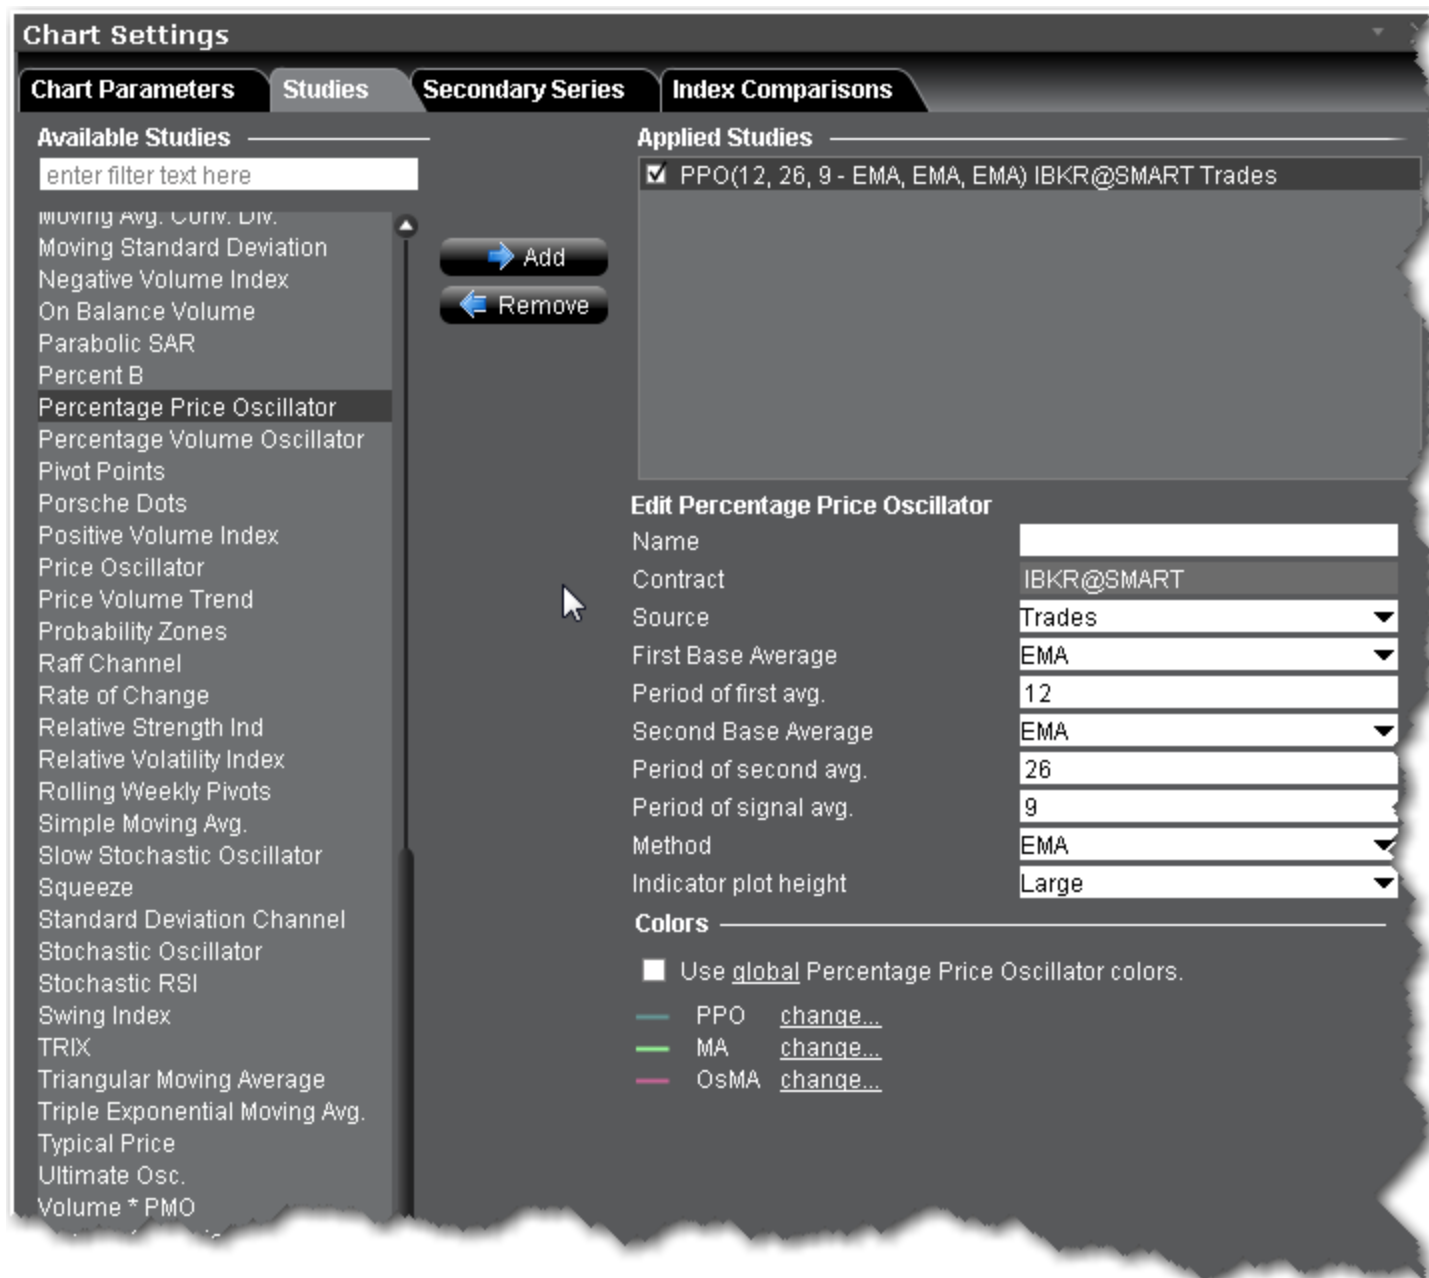 Chart Settings
Chart Parameters
Studies
Secondary Series
Index Comparisons
Available Studies
enter filter text here
Moving Avg. Conv. Div.
Moving Standard Deviation
Negative Volume Index
On Balance Volume
Parabolic SAR
Percent B
Percentage Price Oscillator
Percentage Volume Oscillator
Pivot Points
Porsche Dots
Positive Volume Index
Price Oscillator
Price Volume Trend
Probability Zones
Raff Channel
Rate of Change
Relative Strength Ind
Relative Volatility Index
Rolling Weekly Pivots
Simple Moving Avg.
Slow Stochastic Oscillator
Squeeze
Standard Deviation Channel
Stochastic Oscillator
Stochastic RSI
Swing Index
TRIX
Triangular Moving Average
Triple Exponential Moving Avg.
Typical Price
Ultimate Osc.
Volume * PMO
Add
Remove
Applied Studies
PPO(12, 26, 9 - EMA, EMA, EMA) IBKR@SMART Trades
Edit Percentage Price Oscillator
Name
Contract IBKR@SMART
Source Trades
First Base Average EMA
Period of first avg. 12
Second Base Average EMA
Period of second avg. 26
Period of signal avg. 9
Method EMA
Indicator plot height Large
Colors
Use global Percentage Price Oscillator colors.
PPO change...
MA change...
OsMA change...